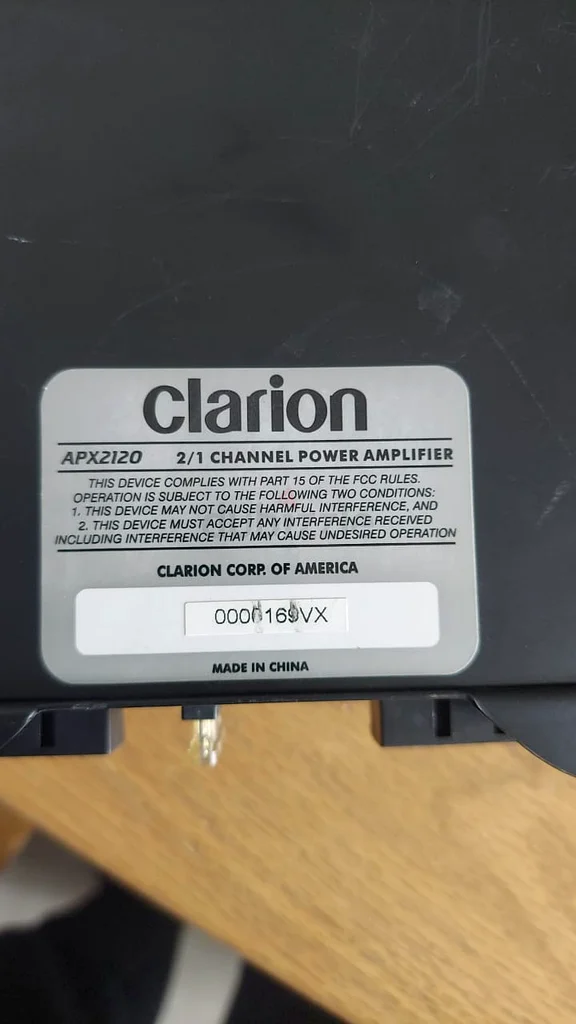 clarion
APX2120 2/1 CHANNEL POWER AMPLIFIER
THIS DEVICE COMPLIES WITH PART 15 OF THE FCC RULES.
OPERATION IS SUBJECT TO THE FOLLOWING TWO CONDITIONS:
1. THIS DEVICE MAY NOT CAUSE HARMFUL INTERFERENCE, AND
2. THIS DEVICE MUST ACCEPT ANY INTERFERENCE RECEIVED
INCLUDING INTERFERENCE THAT MAY CAUSE UNDESIRED OPERATION
CLARION CORP. OF AMERICA
0000169VX
MADE IN CHINA